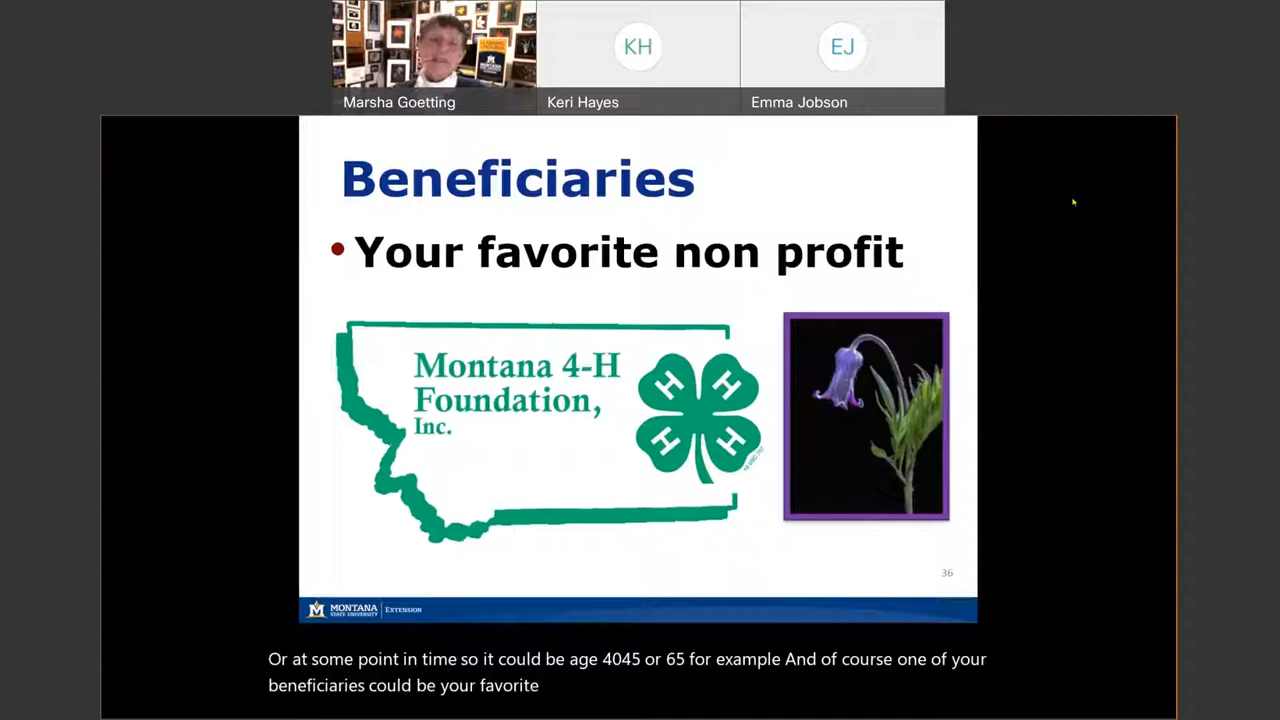 KH
EJ
Marsha Goetting
Keri Hayes
Emma Jobson
Beneficiaries
• Your favorite non profit
Montana 4-H
Foundation,
Inc.
H H
H H
36
MONTANA
STATE UNIVERSITY
EXTENSION
Or at some point in time so it could be age 4045 or 65 for example And of course one of your
beneficiaries could be your favorite